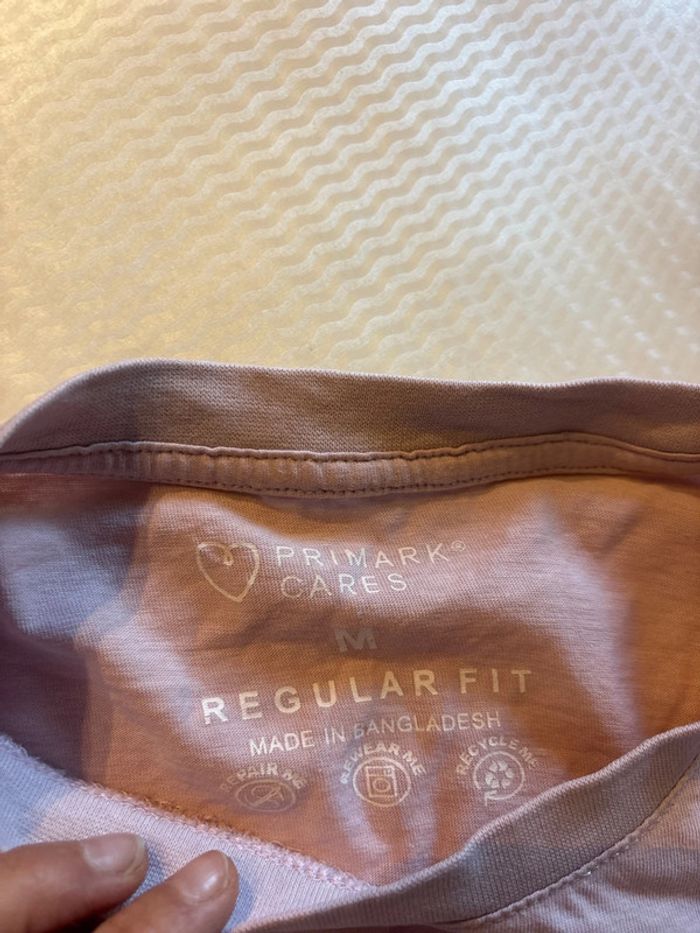 PRIMARK®
CARES
M
REGULAR FIT
MADE IN BANGLADESH
REPAIR ME REWEAR ME RECYCLE ME